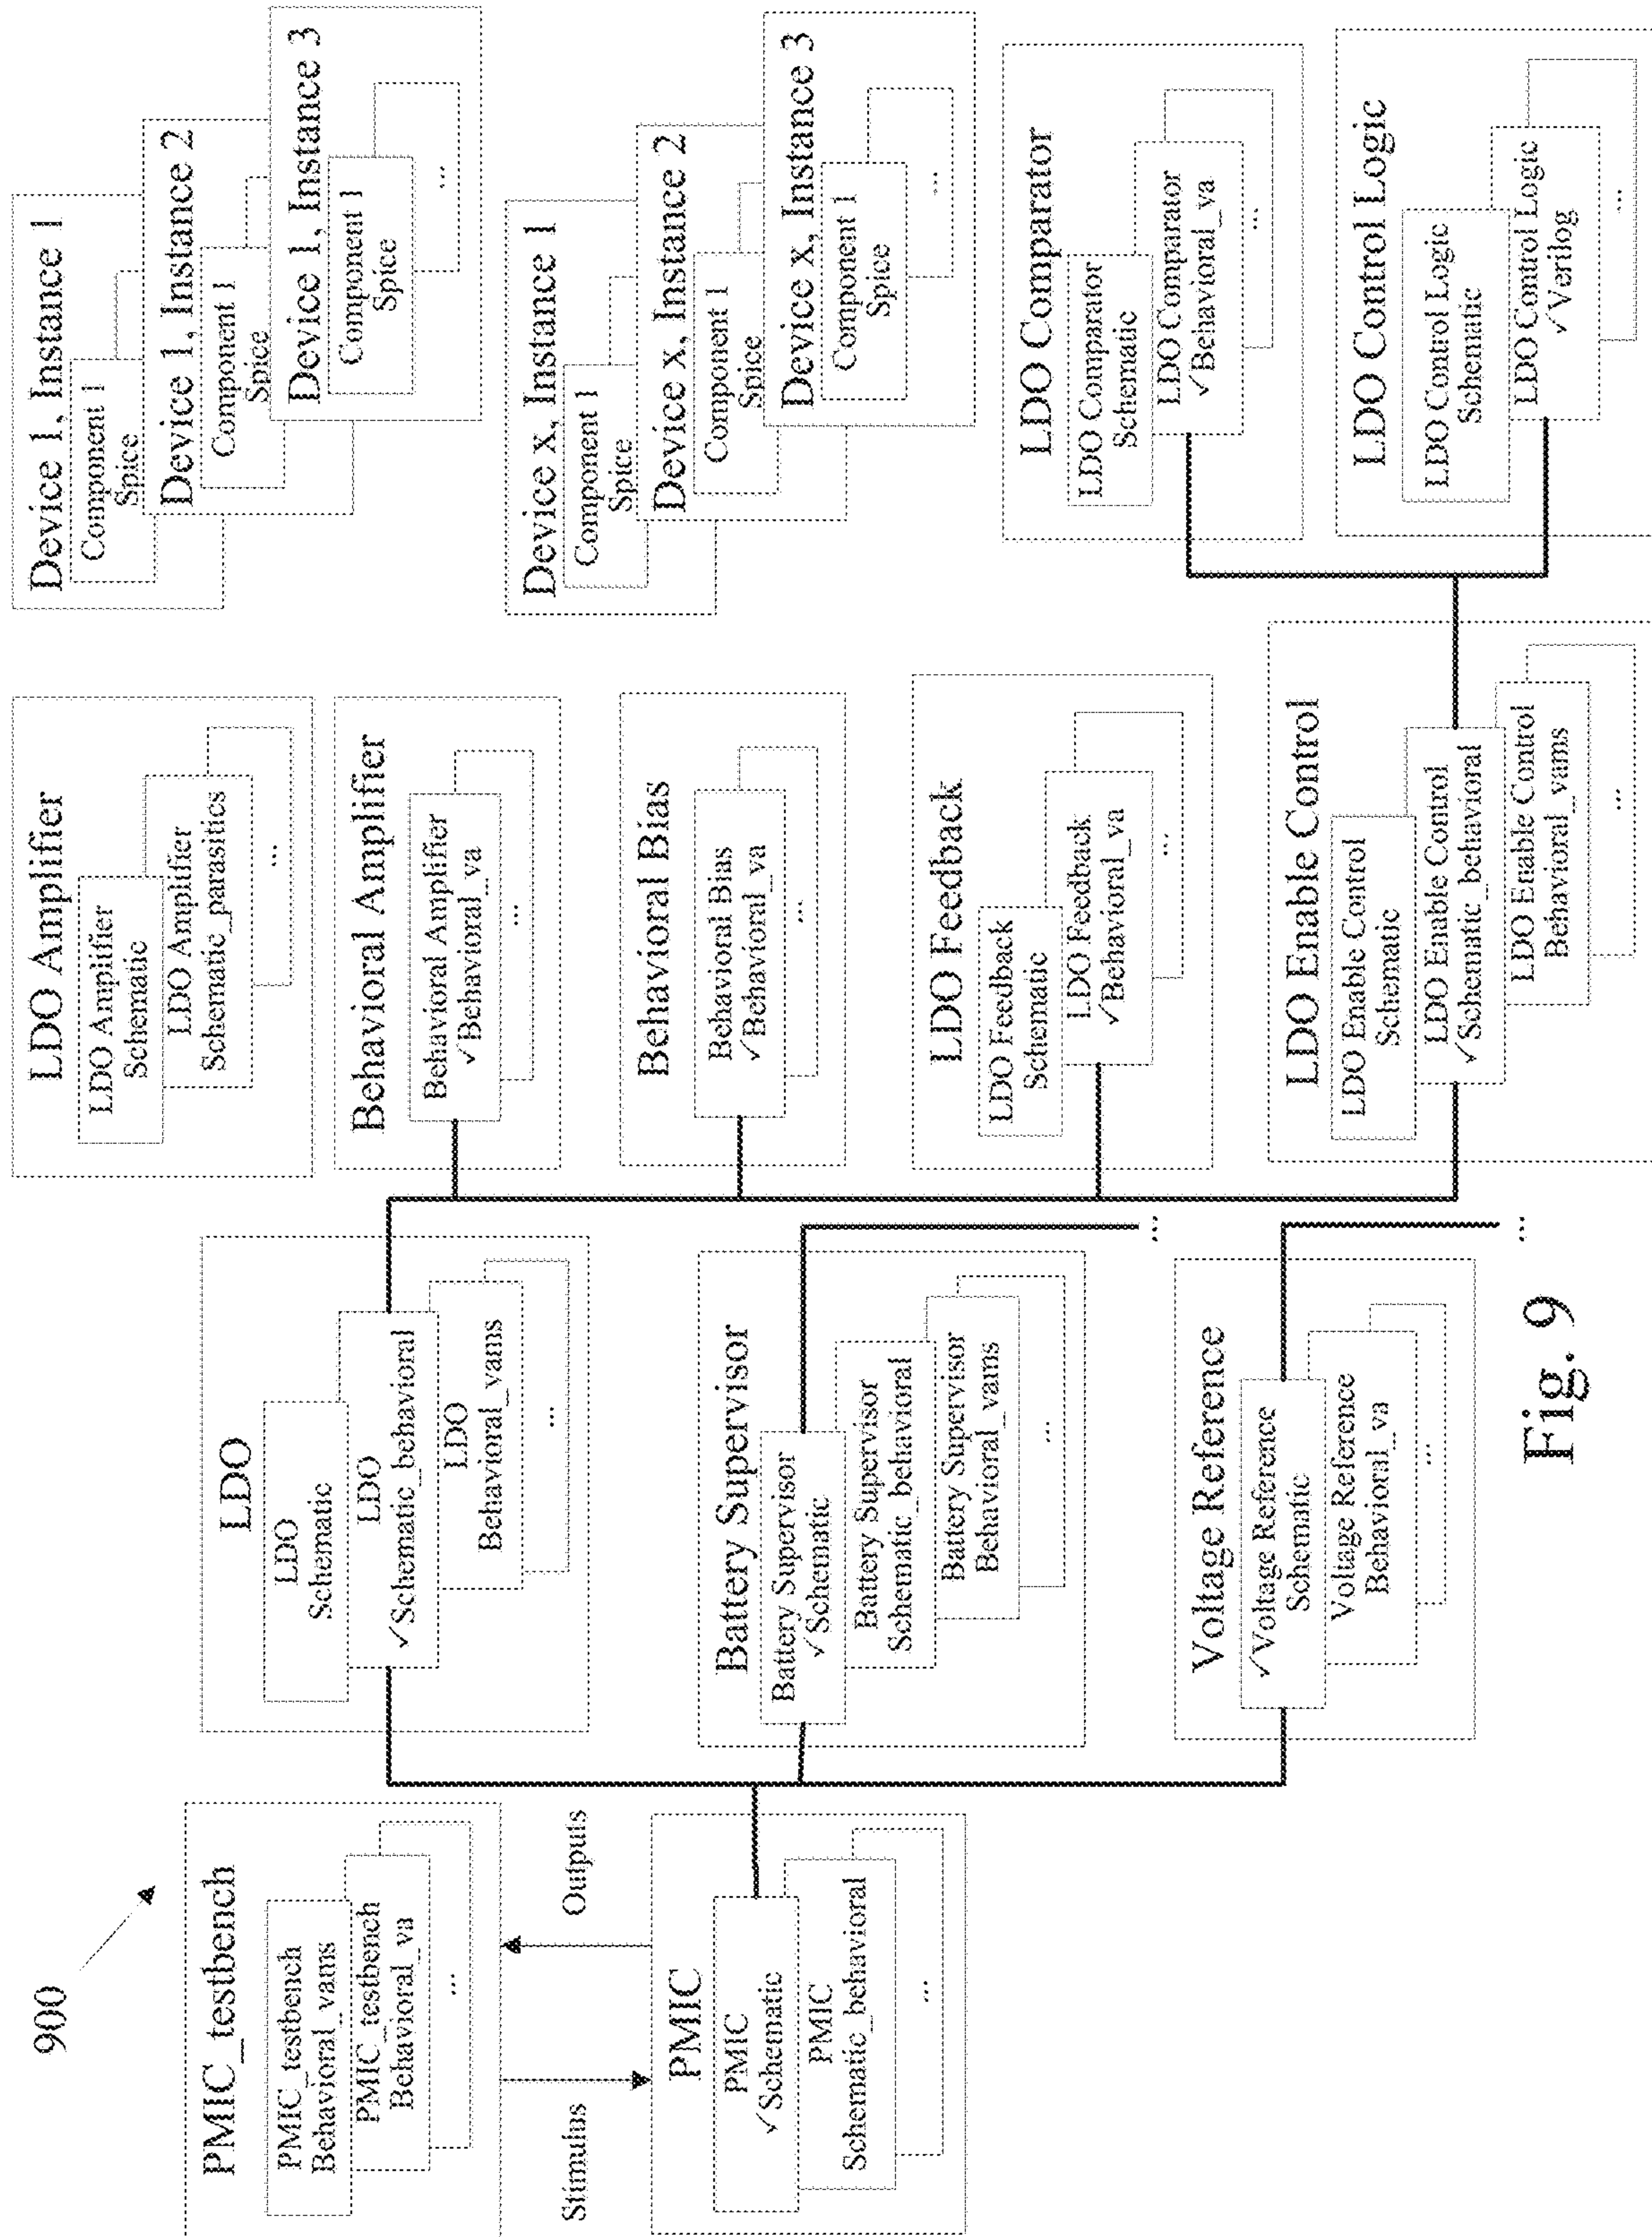 900
PMIC_testbench
PMIC_testbench
Behavioral_vams
PMIC_testbench
Behavioral_va
...
Stimulus
Outputs
PMIC
PMIC
✓Schematic
PMIC
Schematic_behavioral
...
LDO
LDO
Schematic
LDO
✓Schematic_behavioral
LDO
Behavioral_vams
...
Battery Supervisor
Battery Supervisor
✓Schematic
Battery Supervisor
Schematic_behavioral
Battery Supervisor
Behavioral_vams
...
...
Voltage Reference
✓Voltage Reference
Schematic
Voltage Reference
Behavioral_va
...
...
LDO Amplifier
LDO Amplifier
Schematic
LDO Amplifier
Schematic_parasitics
...
Behavioral Amplifier
Behavioral Amplifier
✓Behavioral_va
...
Behavioral Bias
Behavioral Bias
✓Behavioral_va
...
LDO Feedback
LDO Feedback
Schematic
LDO Feedback
✓Behavioral_va
...
LDO Enable Control
LDO Enable Control
Schematic
LDO Enable Control
✓Schematic_behavioral
LDO Enable Control
Behavioral_vams
...
Device 1, Instance 1
Component 1
Spice
Device 1, Instance 2
Component 1
Spice
Device 1, Instance 3
Component 1
Spice
...
Device x, Instance 1
Component 1
Spice
Device x, Instance 2
Component 1
Spice
Device x, Instance 3
Component 1
Spice
...
LDO Comparator
LDO Comparator
Schematic
LDO Comparator
✓Behavioral_va
...
LDO Control Logic
LDO Control Logic
Schematic
LDO Control Logic
✓Verilog
...
Fig. 9